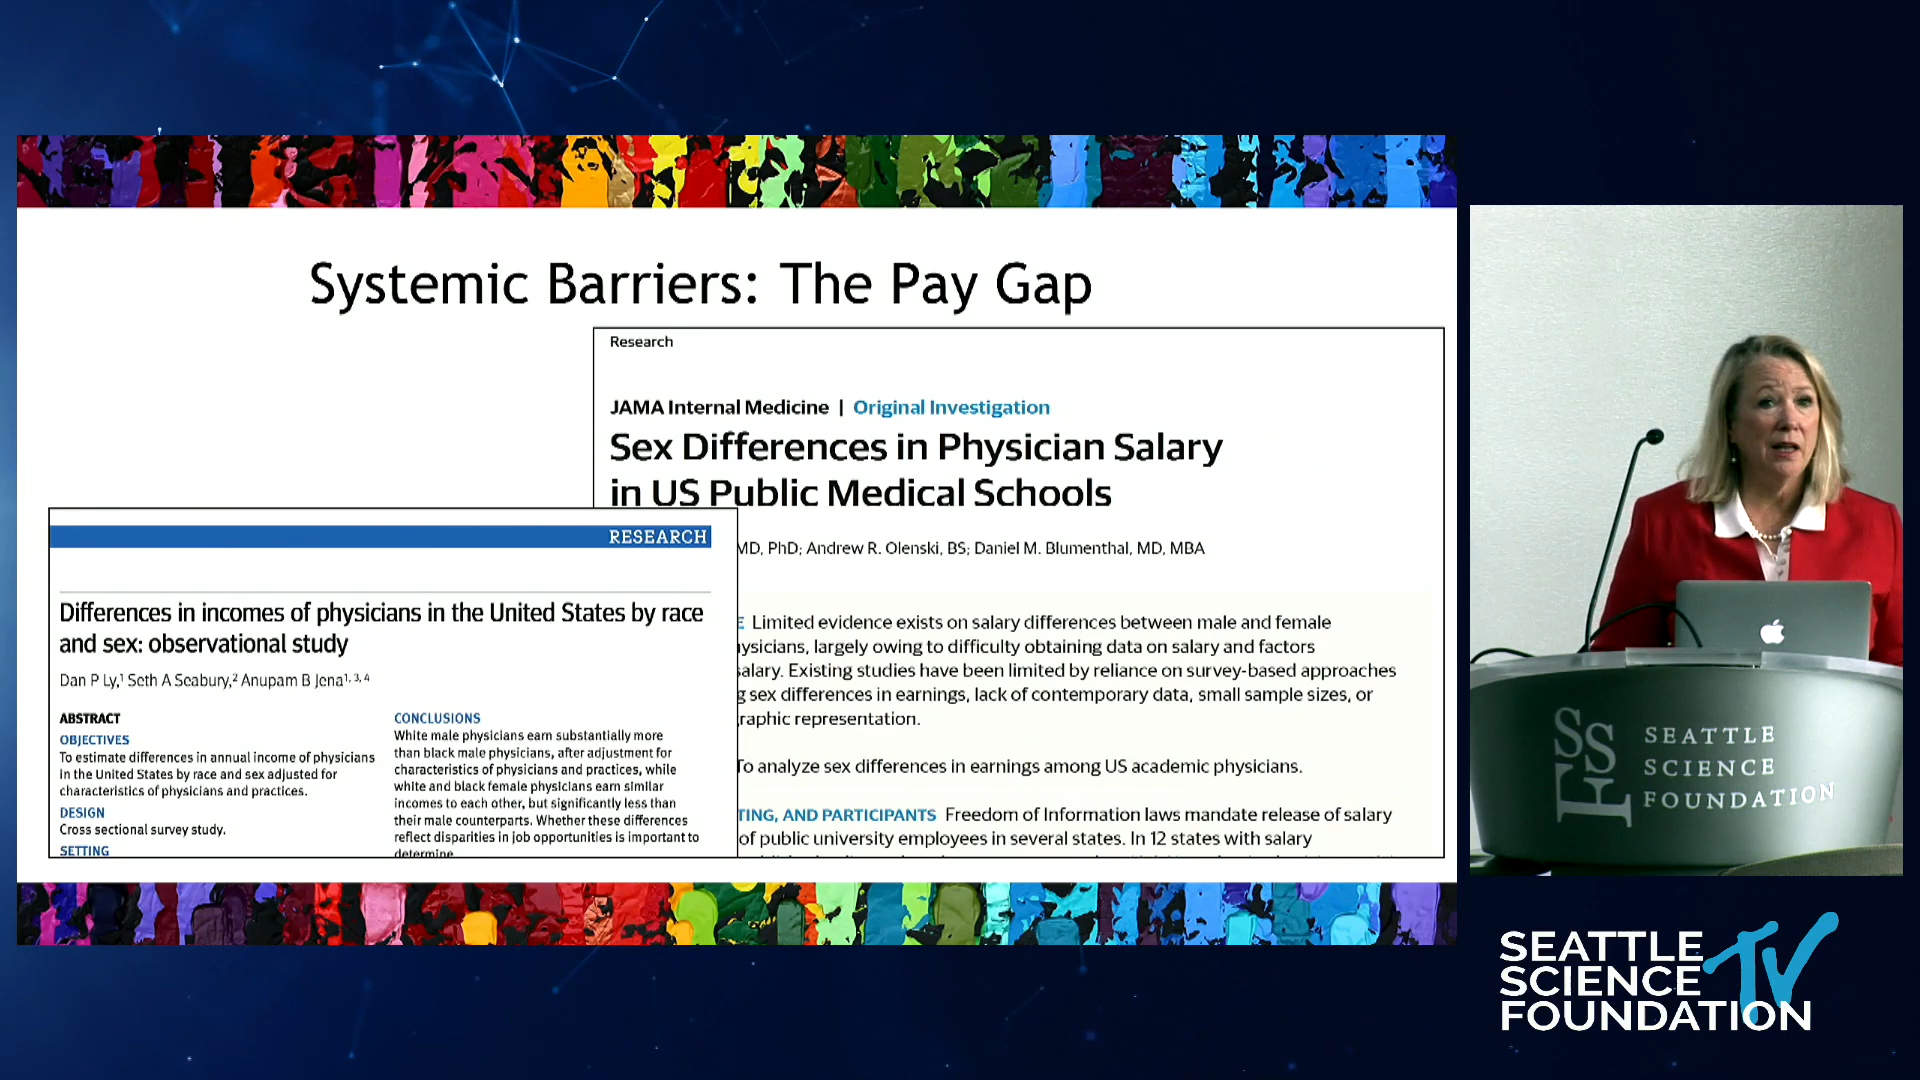 Systemic Barriers: The Pay Gap
Research
JAMA Internal Medicine | Original Investigation
Sex Differences in Physician Salary
in US Public Medical Schools
MD, PhD; Andrew R. Olenski, BS; Daniel M. Blumenthal, MD, MBA
E Limited evidence exists on salary differences between male and female
ysicians, largely owing to difficulty obtaining data on salary and factors
salary. Existing studies have been limited by reliance on survey-based approaches
g sex differences in earnings, lack of contemporary data, small sample sizes, or
raphic representation.
To analyze sex differences in earnings among US academic physicians.
TING, AND PARTICIPANTS Freedom of Information laws mandate release of salary
of public university employees in several states. In 12 states with salary
RESEARCH
Differences in incomes of physicians in the United States by race
and sex: observational study
Dan P Ly,1 Seth A Seabury,2 Anupam B Jena1, 3, 4
ABSTRACT
OBJECTIVES
To estimate differences in annual income of physicians
in the United States by race and sex adjusted for
characteristics of physicians and practices.
DESIGN
Cross sectional survey study.
SETTING
CONCLUSIONS
White male physicians earn substantially more
than black male physicians, after adjustment for
characteristics of physicians and practices, while
white and black female physicians earn similar
incomes to each other, but significantly less than
their male counterparts. Whether these differences
reflect disparities in job opportunities is important to
determine
SSF
SEATTLE
SCIENCE
FOUNDATION
SEATTLE
SCIENCE
FOUNDATION
TV